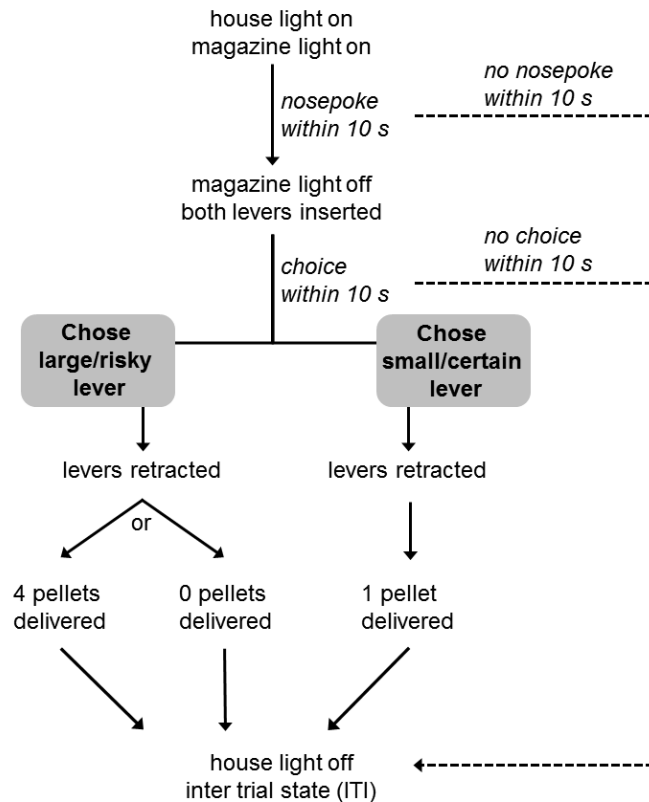 house light on
magazine light on
nosepoke
within 10 s
no nosepoke
within 10 s
magazine light off
both levers inserted
choice
within 10 s
no choice
within 10 s
Chose
large/risky
lever
Chose
small/certain
lever
levers retracted
levers retracted
or
4 pellets
delivered
0 pellets
delivered
1 pellet
delivered
house light off
inter trial state (ITI)